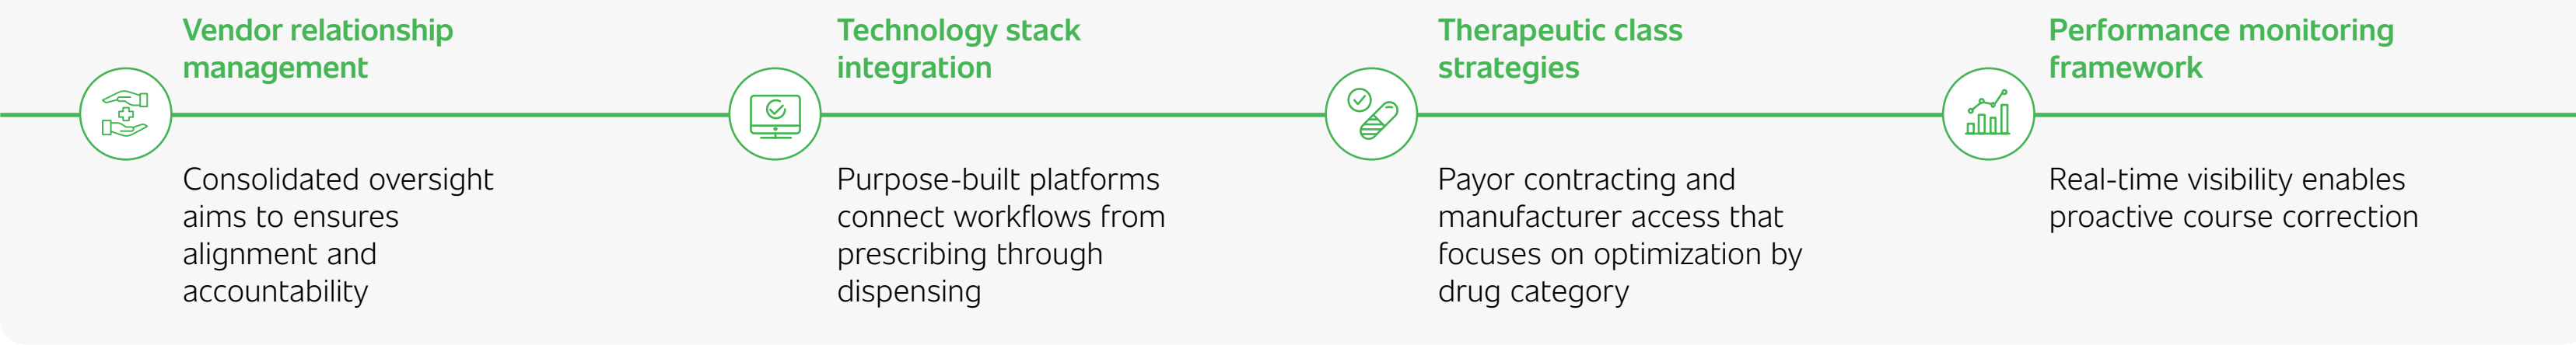 Vendor relationship
management
Consolidated oversight
aims to ensures
alignment and
accountability
Technology stack
integration
Purpose-built platforms
connect workflows from
prescribing through
dispensing
Therapeutic class
strategies
Payor contracting and
manufacturer access that
focuses on optimization by
drug category
Performance monitoring
framework
Real-time visibility enables
proactive course correction